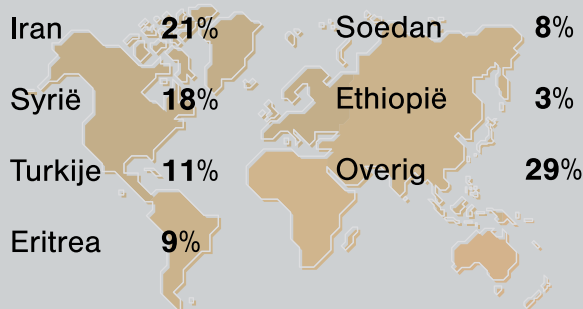 Iran 21%
Syrië 18%
Turkije 11%
Eritrea 9%
Soedan 8%
Ethiopië 3%
Overig 29%